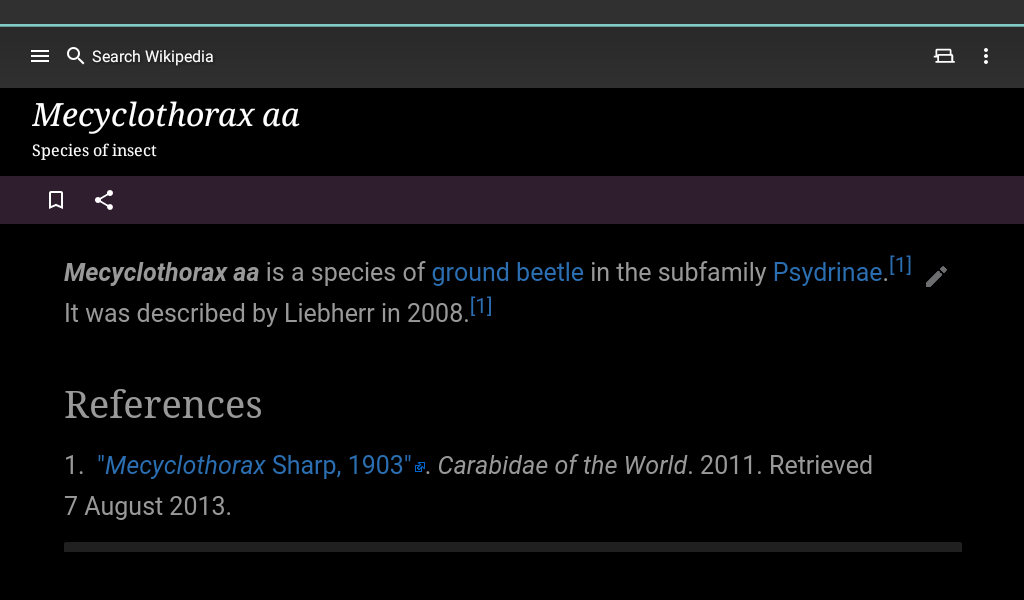 Search Wikipedia
Mecyclothorax aa
Species of insect
Mecyclothorax aa is a species of ground beetle in the subfamily Psydrinae.[1]
It was described by Liebherr in 2008.[1]
References
1. "Mecyclothorax Sharp, 1903". Carabidae of the World. 2011. Retrieved
7 August 2013.